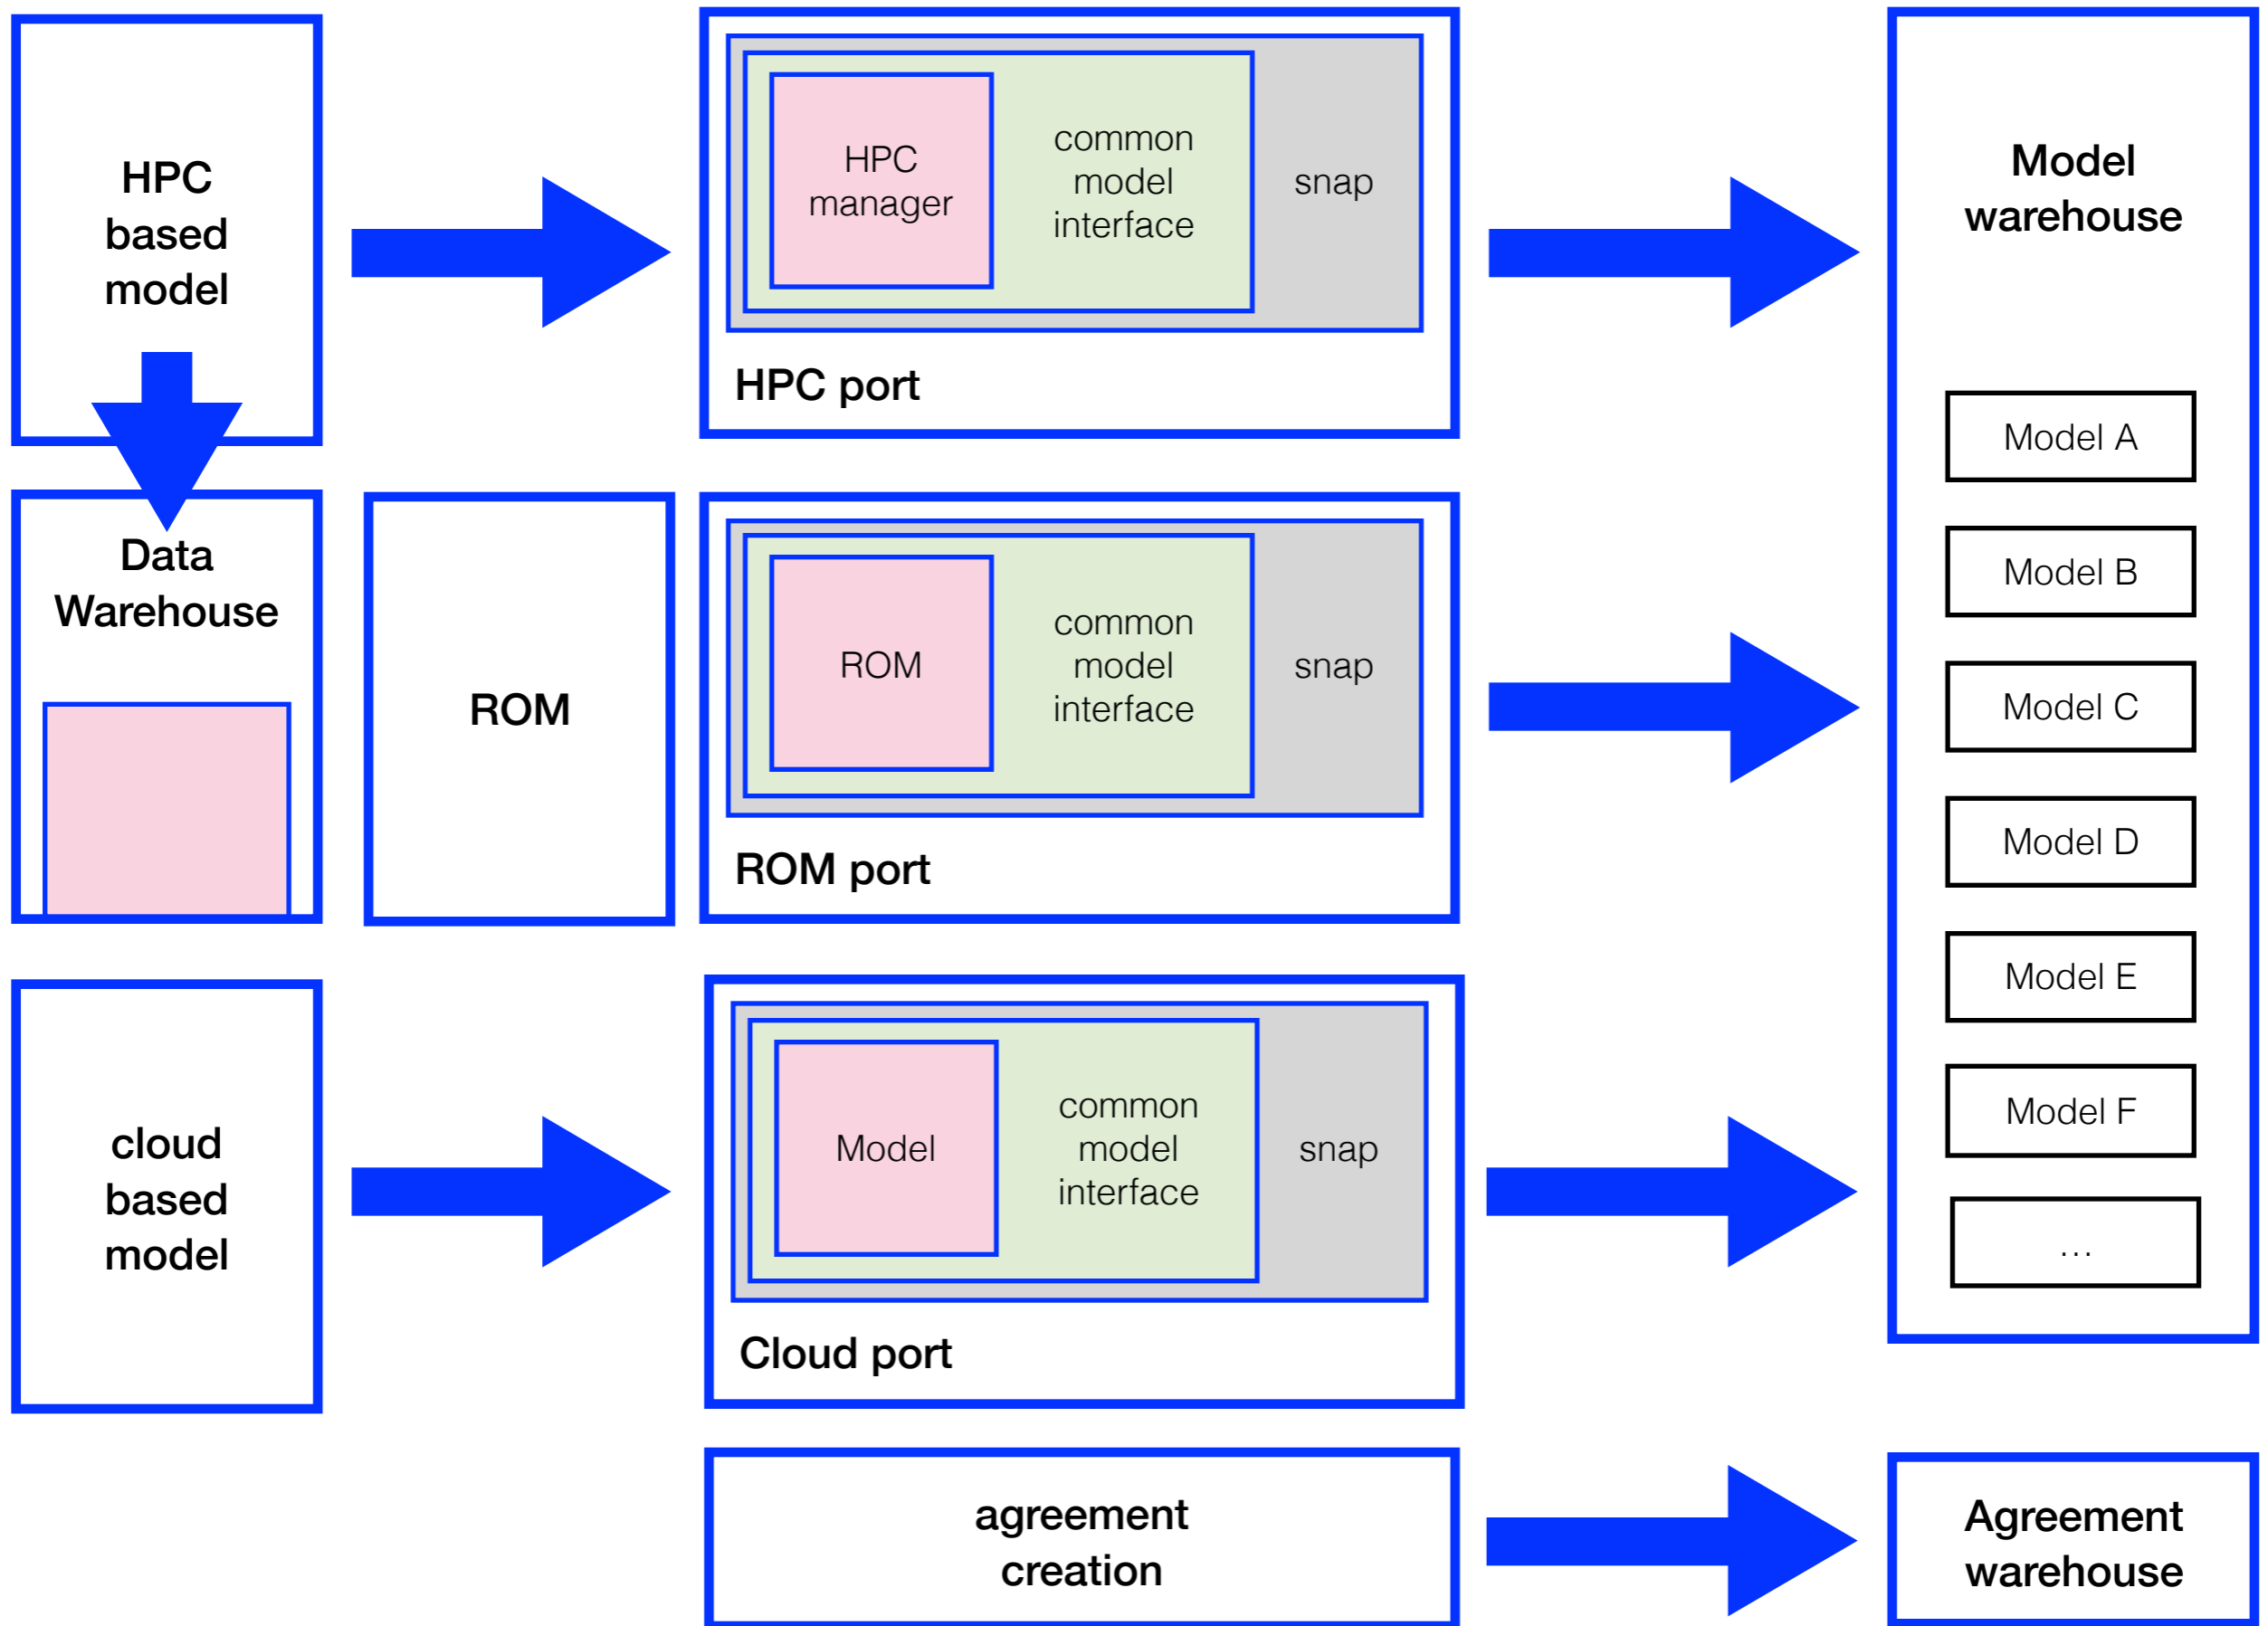 HPC
based
model
HPC
manager
common
model
interface
snap
HPC port
Model
warehouse
Model A
Model B
Model C
Model D
Model E
Model F
...
Data
Warehouse
ROM
ROM
common
model
interface
snap
ROM port
cloud
based
model
Model
common
model
interface
snap
Cloud port
agreement
creation
Agreement
warehouse